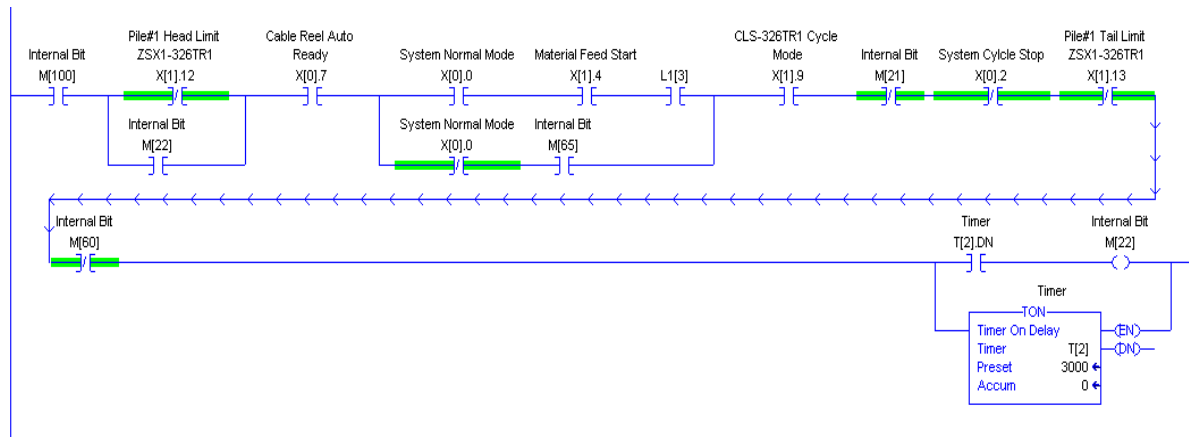 Pile#1 Head Limit Cable Reel Auto CLS-326TR1 Cycle Pile#1 Tail Limit
Internal Bit ZSX1-326TR1 Ready System Normal Mode Material Feed Start Mode Internal Bit System Cylcle Stop ZSX1-326TR1
M[100] X[1].12 X[0].7 X[0].0 X[1].4 L1[3] X[1].9 M[21] X[0].2 X[1].13
Internal Bit System Normal Mode Internal Bit
M[22] X[0].0 M[65]
Internal Bit Timer Internal Bit
M[60] T[2].DN M[22]
Timer
TON
Timer On Delay EN
Timer T[2] DN
Preset 3000
Accum 0